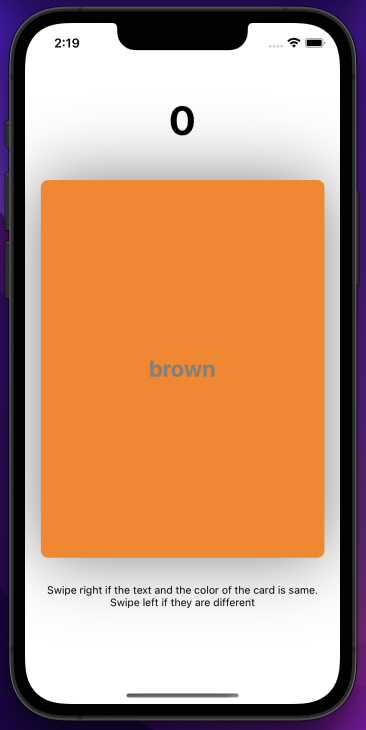 2:19
0
brown
Swipe right if the text and the color of the card is same.
Swipe left if they are different